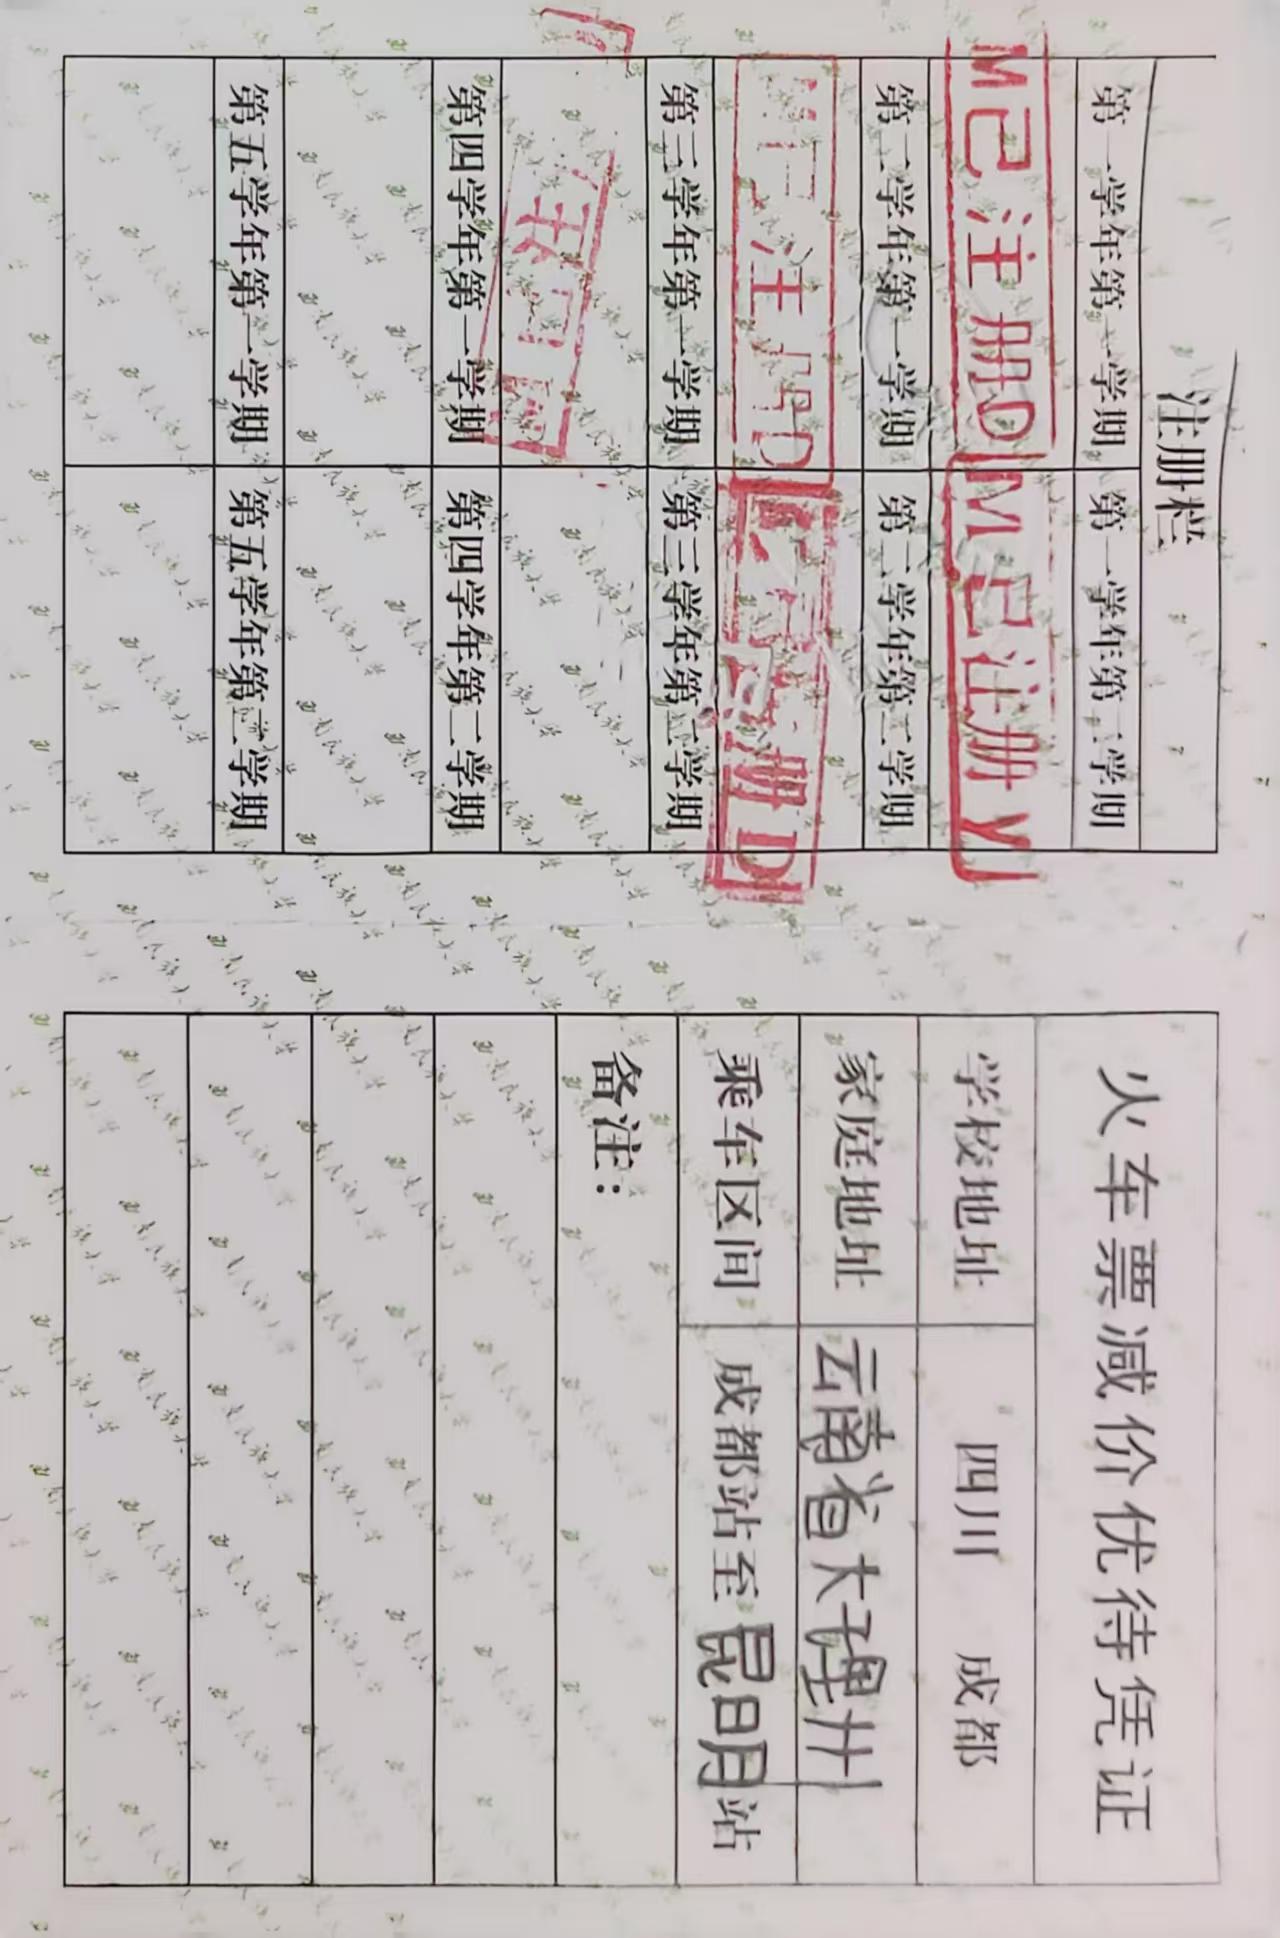 注册栏
第一学年第一学期 第一学年第二学期
M已注册D M已注册Y
第二学年第一学期 第二学年第二学期
注册D 册D
第三学年第一学期 第三学年第二学期
第四学年第一学期 第四学年第二学期
第五学年第一学期 第五学年第二学期
火车票减价优待凭证
学校地址 四川 成都
家庭地址 云南省大理州
乘车区间 成都站至昆明站
备注：